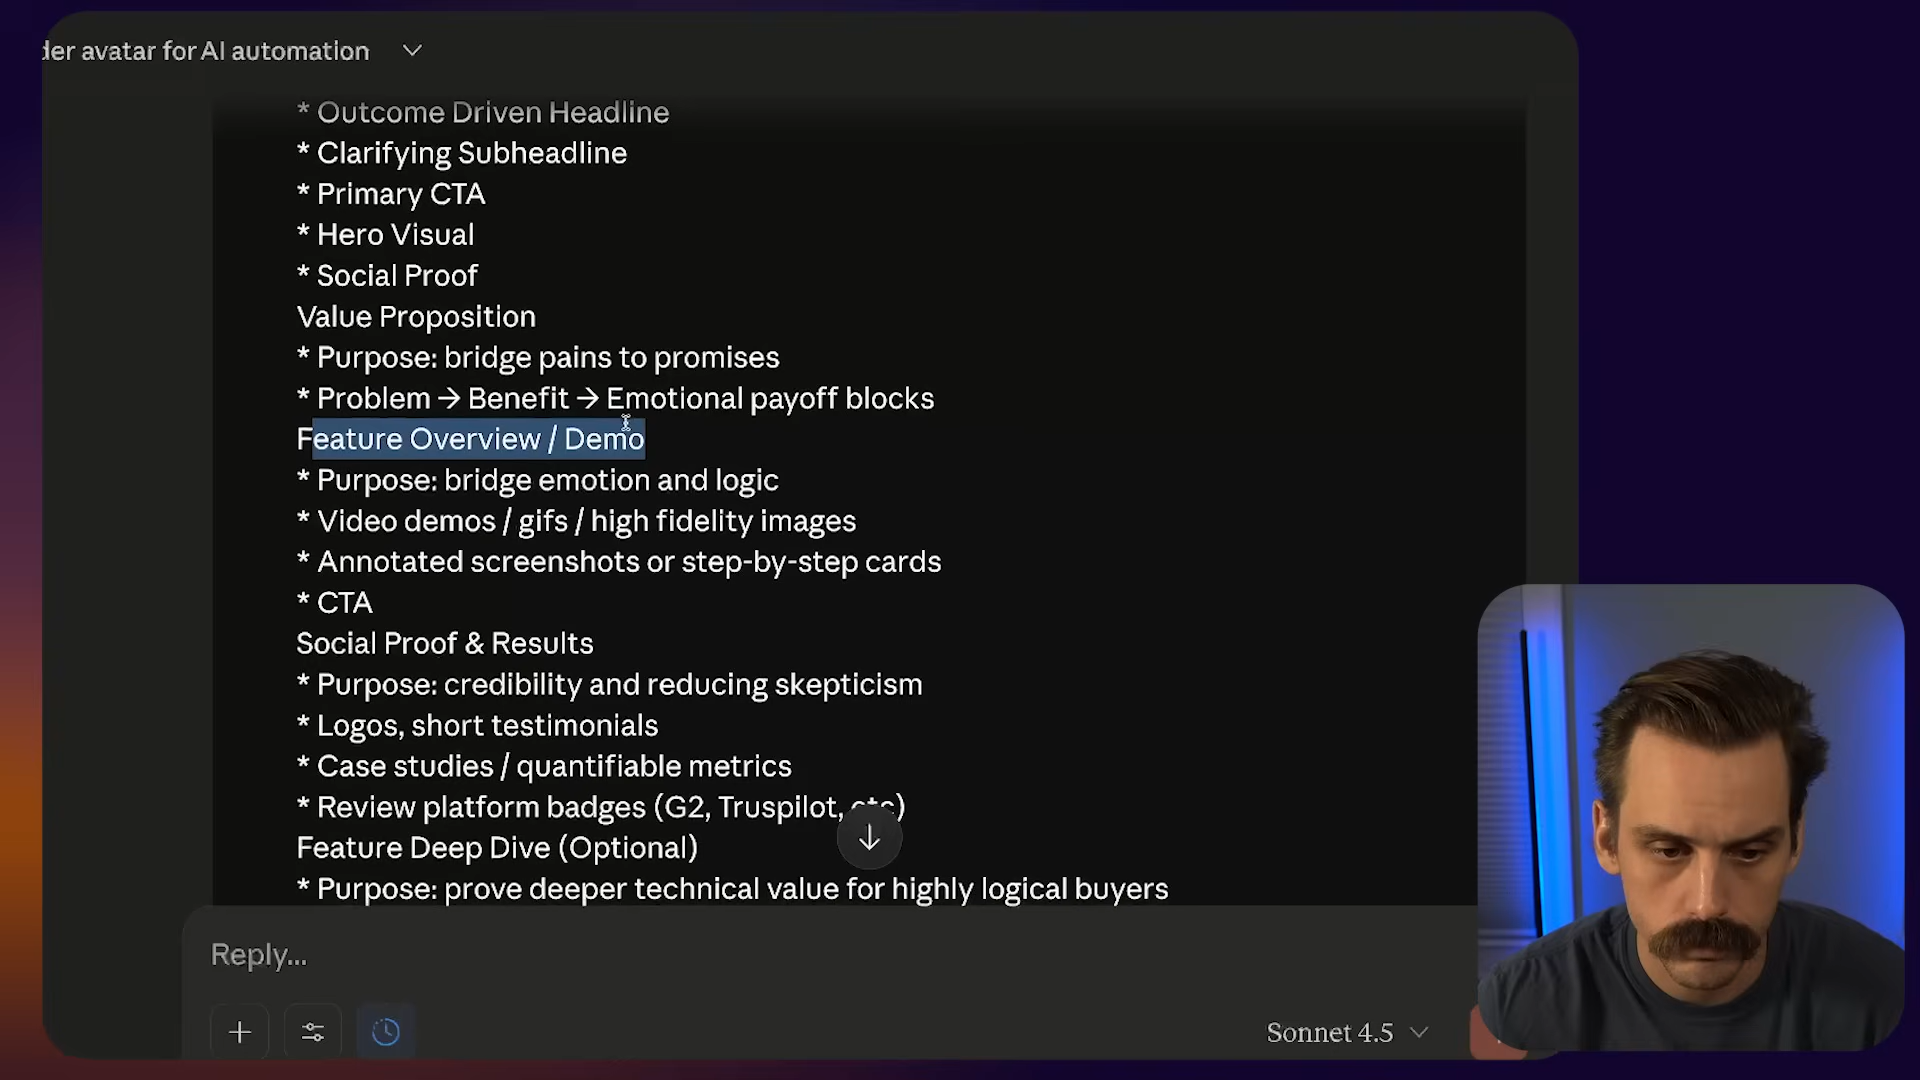 der avatar for AI automation
* Outcome Driven Headline
* Clarifying Subheadline
* Primary CTA
* Hero Visual
* Social Proof
Value Proposition
* Purpose: bridge pains to promises
* Problem → Benefit → Emotional payoff blocks
Feature Overview / Demo
* Purpose: bridge emotion and logic
* Video demos / gifs / high fidelity images
* Annotated screenshots or step-by-step cards
* CTA
Social Proof & Results
* Purpose: credibility and reducing skepticism
* Logos, short testimonials
* Case studies / quantifiable metrics
* Review platform badges (G2, Truspilot, etc)
Feature Deep Dive (Optional)
* Purpose: prove deeper technical value for highly logical buyers
Reply...
Sonnet 4.5